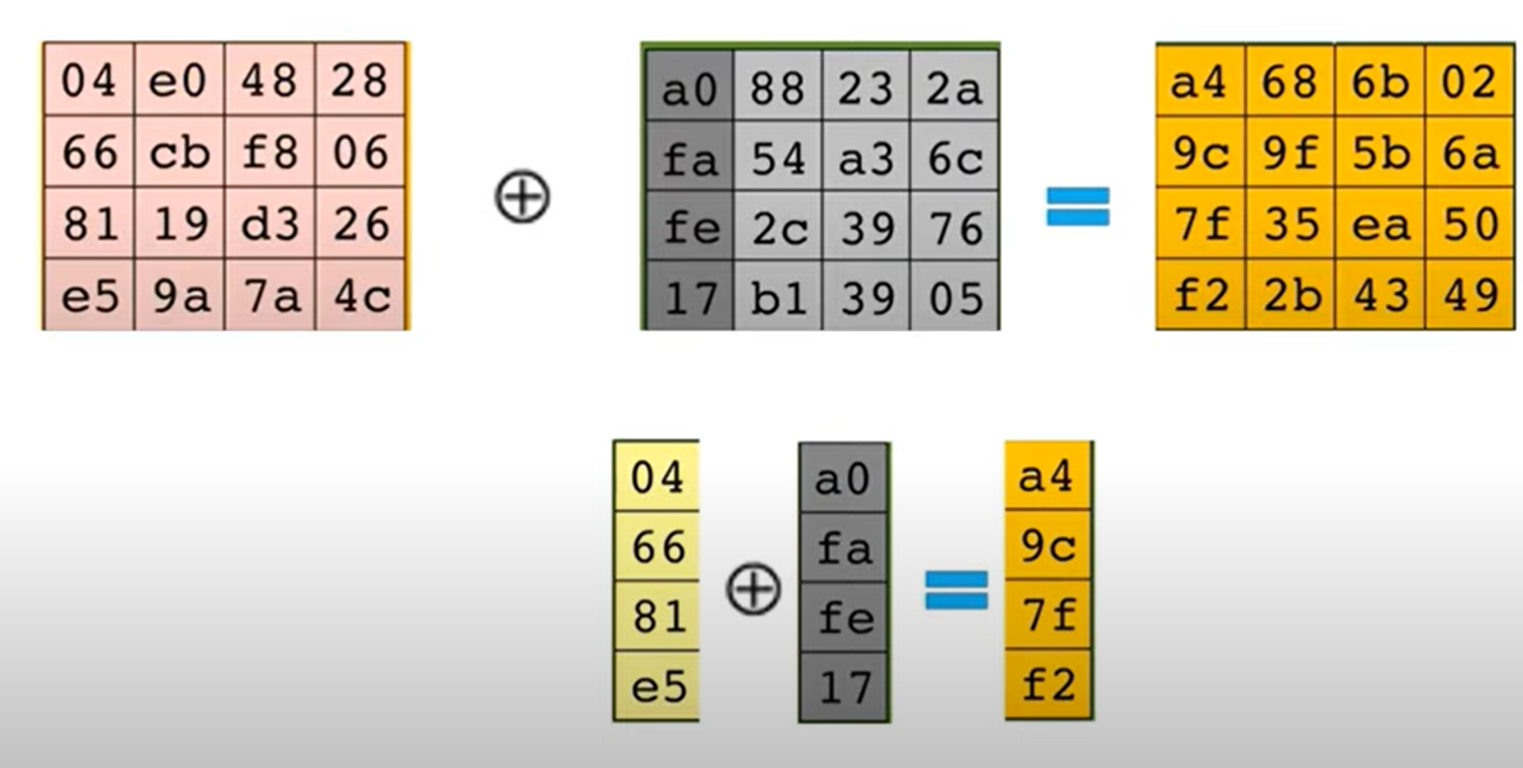 04 e0 48 28 ⊕ a0 88 23 2a = a4 68 6b 02
66 cb f8 06 fa 54 a3 6c 9c 9f 5b 6a
81 19 d3 26 fe 2c 39 76 7f 35 ea 50
e5 9a 7a 4c 17 b1 39 05 f2 2b 43 49
04 ⊕ a0 = a4
66 fa 9c
81 fe 7f
e5 17 f2